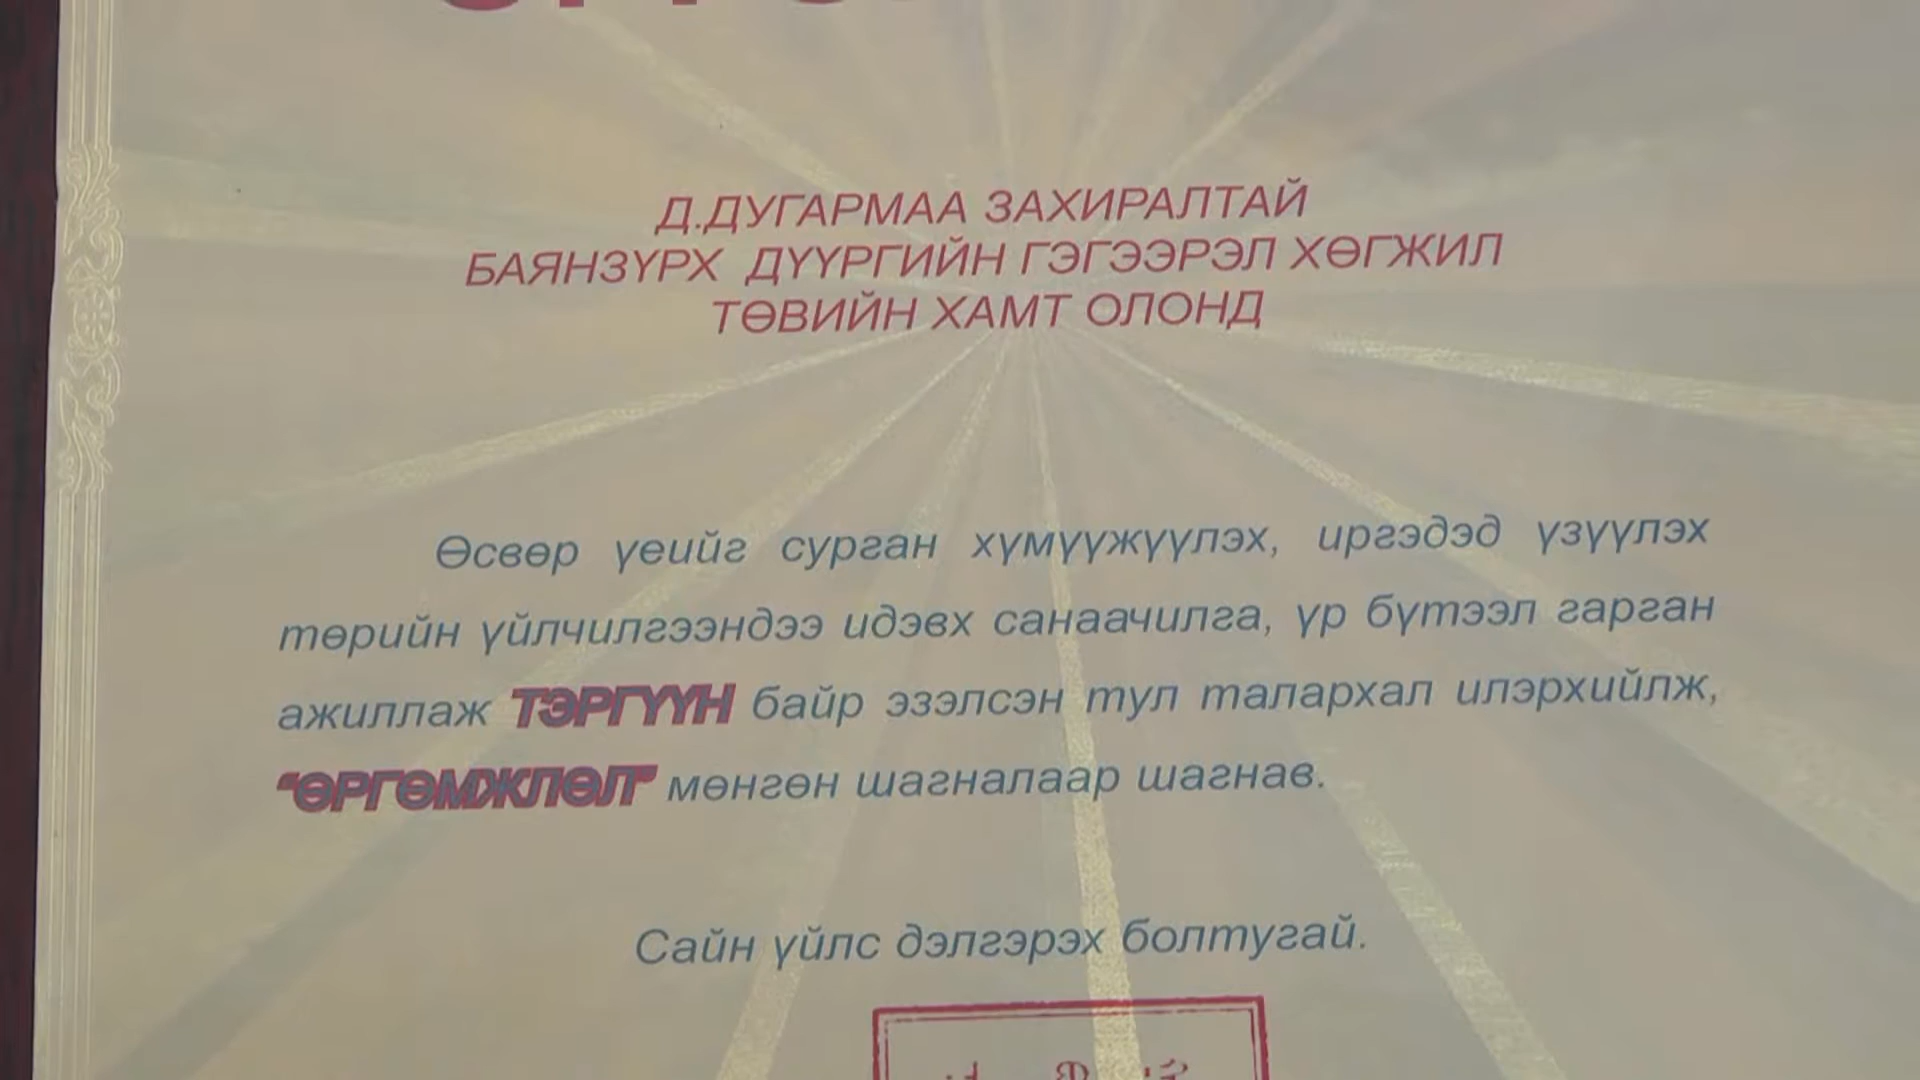 Д.ДУГАРМАА ЗАХИРАЛТАЙ
БАЯНЗҮРХ ДҮҮРГИЙН ГЭГЭЭРЭЛ ХӨГЖИЛ
ТӨВИЙН ХАМТ ОЛОНД
Өсвөр үеийг сурган хүмүүжүүлэх, иргэдэд үзүүлэх
төрийн үйлчилгээндээ идэвх санаачилга, үр бүтээл гарган
ажиллаж ТЭРГҮҮН байр эзэлсэн тул талархал илэрхийлж,
“ӨРГӨМЖЛӨЛ” мөнгөн шагналаар шагнав.
Сайн үйлс дэлгэрэх болтугай.